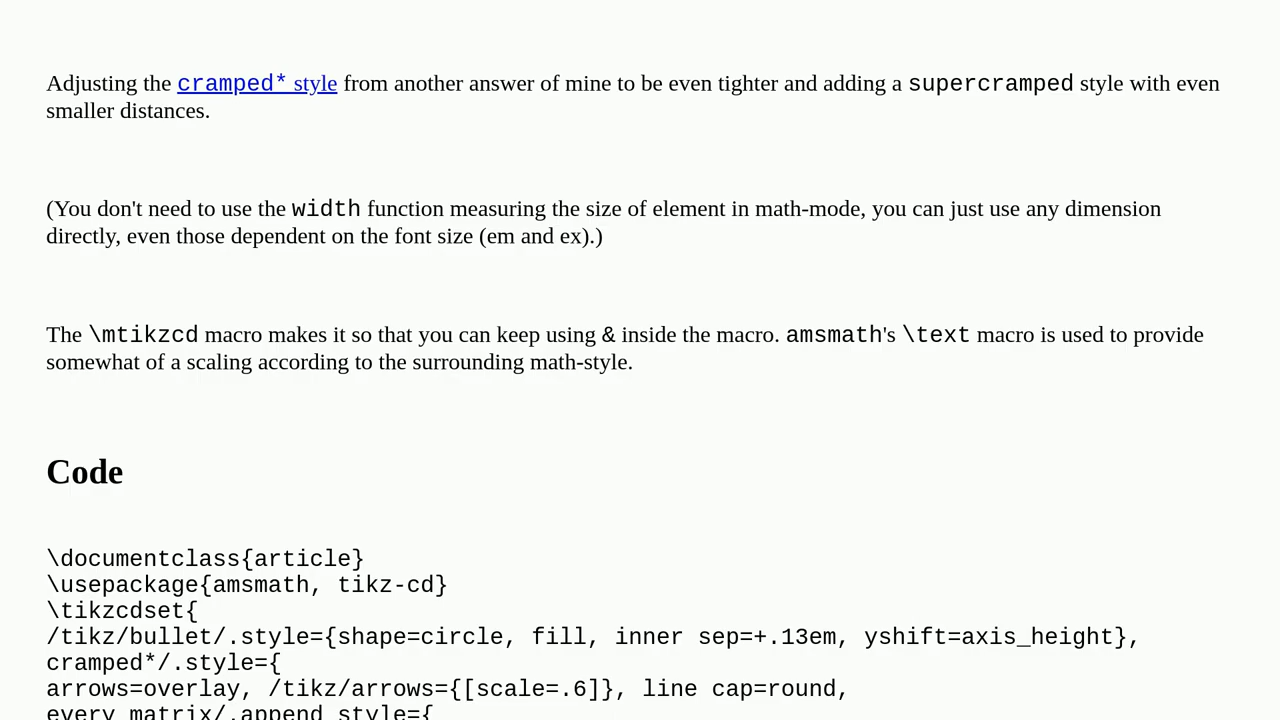 Adjusting the cramped* style from another answer of mine to be even tighter and adding a supercramped style with even
smaller distances.
(You don't need to use the width function measuring the size of element in math-mode, you can just use any dimension
directly, even those dependent on the font size (em and ex).)
The \mtikzcd macro makes it so that you can keep using & inside the macro. amsmath's \text macro is used to provide
somewhat of a scaling according to the surrounding math-style.
Code
\documentclass{article}
\usepackage{amsmath, tikz-cd}
\tikzcdset{
/tikz/bullet/.style={shape=circle, fill, inner sep=+.13em, yshift=axis_height},
cramped*/.style={
arrows=overlay, /tikz/arrows={[scale=.6]}, line cap=round,
every matrix/.append style={